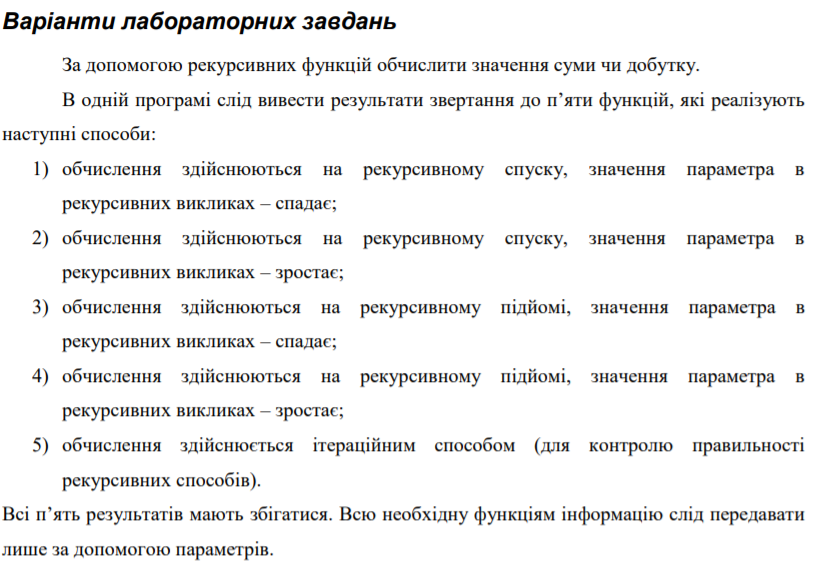 Варіанти лабораторних завдань
За допомогою рекурсивних функцій обчислити значення суми чи добутку.
В одній програмі слід вивести результати звертання до п’яти функцій, які реалізують
наступні способи:
1) обчислення здійснюються на рекурсивному спуску, значення параметра в
рекурсивних викликах – спадає;
2) обчислення здійснюються на рекурсивному спуску, значення параметра в
рекурсивних викликах – зростає;
3) обчислення здійснюються на рекурсивному підйомі, значення параметра в
рекурсивних викликах – спадає;
4) обчислення здійснюються на рекурсивному підйомі, значення параметра в
рекурсивних викликах – зростає;
5) обчислення здійснюється ітераційним способом (для контролю правильності
рекурсивних способів).
Всі п’ять результатів мають збігатися. Всю необхідну функціям інформацію слід передавати
лише за допомогою параметрів.